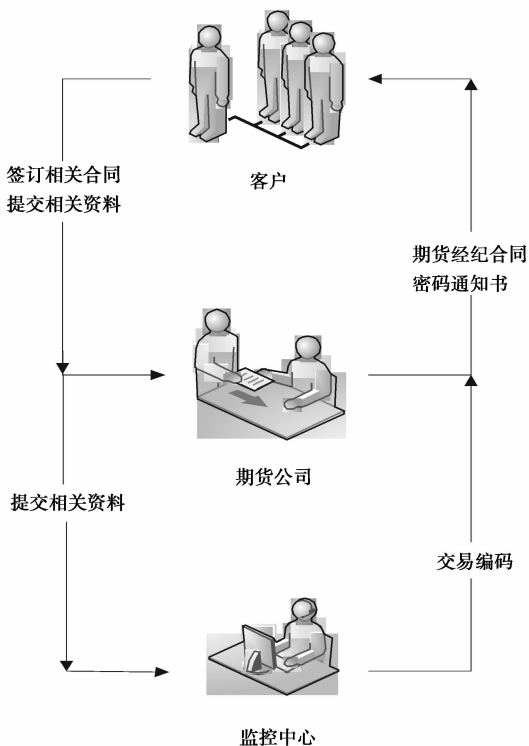 客户
签订相关合同
提交相关资料
期货经纪合同
密码通知书
期货公司
提交相关资料
交易编码
监控中心